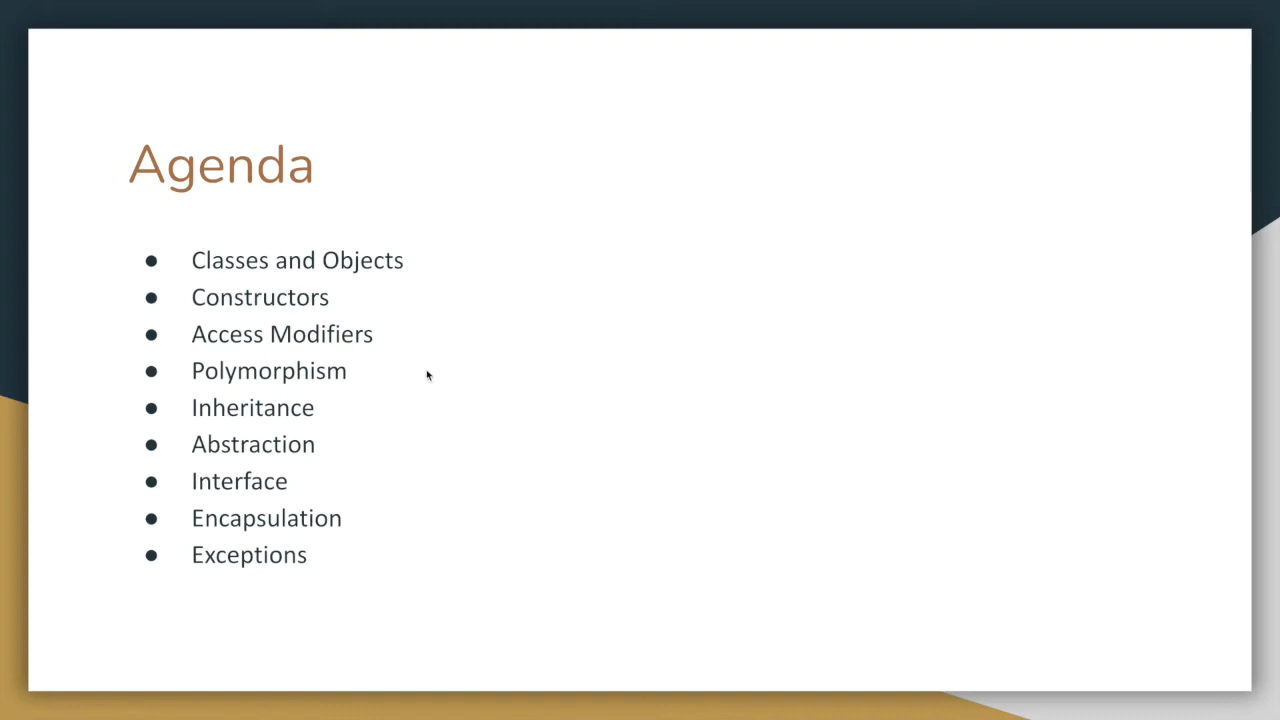 Agenda
● Classes and Objects
● Constructors
● Access Modifiers
● Polymorphism
● Inheritance
● Abstraction
● Interface
● Encapsulation
● Exceptions